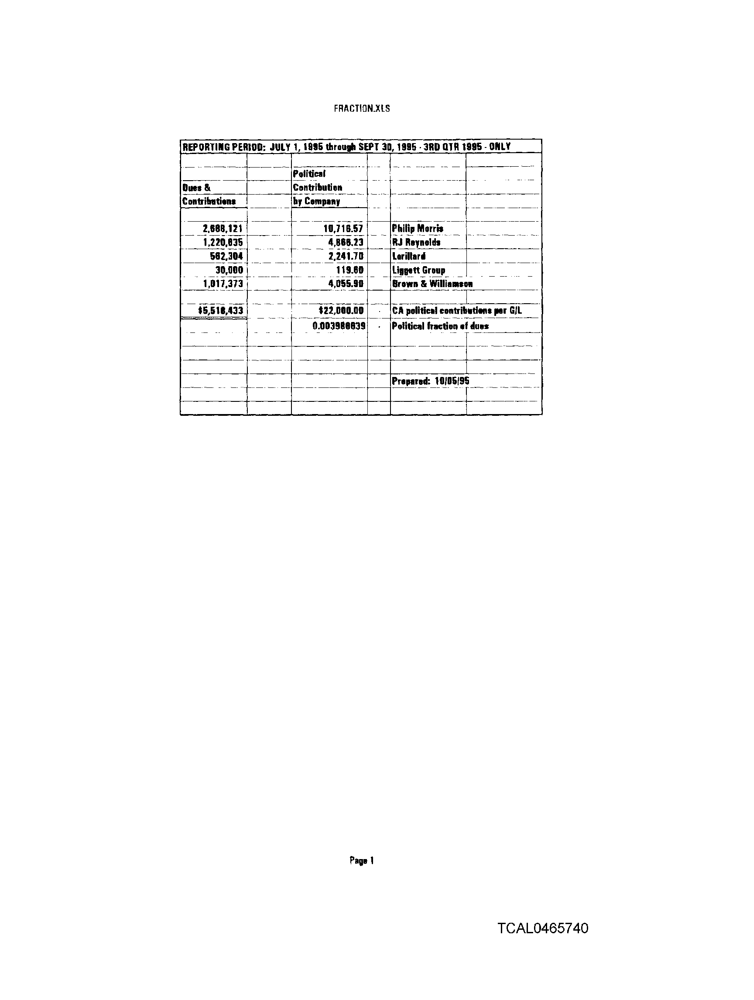 FRACTION.XLS
REPORTING PERIOD: JULY 1, 1995 through SEPT 30, 1995 - 3RD QTR 1995 - ONLY
Political
Dues & Contribution
Contributions by Company
2,688,121 10,716.57 Philip Morris
1,220,635 4,866.23 RJ Reynolds
562,304 2,241.70 Lorillard
30,000 119.60 Liggett Group
1,017,373 4,055.90 Brown & Williamson
$5,518,433 $22,000.00 - CA political contributions per G/L
0.003986639 - Political fraction of dues
Prepared: 10/05/95
Page 1
TCAL0465740